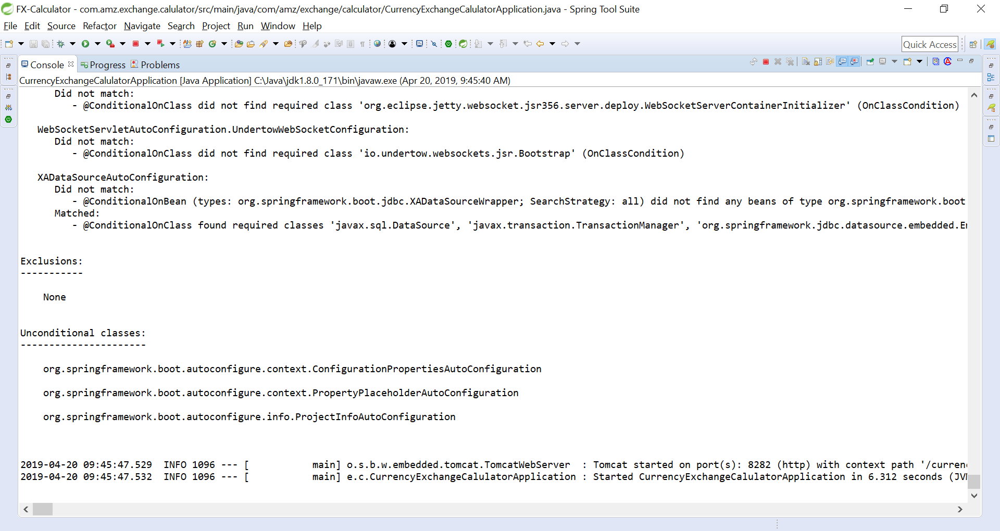 FX-Calculator - com.amz.exchange.calulator/src/main/java/com/amz/exchange/calculator/CurrencyExchangeCalulatorApplication.java - Spring Tool Suite
File Edit Source Refactor Navigate Search Project Run Window Help
Quick Access
Console Progress Problems
CurrencyExchangeCalulatorApplication [Java Application] C:\Java\jdk1.8.0_171\bin\javaw.exe (Apr 20, 2019, 9:45:40 AM)
Did not match:
- @ConditionalOnClass did not find required class 'org.eclipse.jetty.websocket.jsr356.server.deploy.WebSocketServerContainerInitializer' (OnClassCondition)
WebSocketServletAutoConfiguration.UndertowWebSocketConfiguration:
Did not match:
- @ConditionalOnClass did not find required class 'io.undertow.websockets.jsr.Bootstrap' (OnClassCondition)
XADataSourceAutoConfiguration:
Did not match:
- @ConditionalOnBean (types: org.springframework.boot.jdbc.XADataSourceWrapper; SearchStrategy: all) did not find any beans of type org.springframework.boot
Matched:
- @ConditionalOnClass found required classes 'javax.sql.DataSource', 'javax.transaction.TransactionManager', 'org.springframework.jdbc.datasource.embedded.E
Exclusions:
-----------
None
Unconditional classes:
----------------------
org.springframework.boot.autoconfigure.context.ConfigurationPropertiesAutoConfiguration
org.springframework.boot.autoconfigure.context.PropertyPlaceholderAutoConfiguration
org.springframework.boot.autoconfigure.info.ProjectInfoAutoConfiguration
2019-04-20 09:45:47.529  INFO 1096 --- [           main] o.s.b.w.embedded.tomcat.TomcatWebServer  : Tomcat started on port(s): 8282 (http) with context path '/curren
2019-04-20 09:45:47.532  INFO 1096 --- [           main] e.c.CurrencyExchangeCalulatorApplication : Started CurrencyExchangeCalulatorApplication in 6.312 seconds (JV